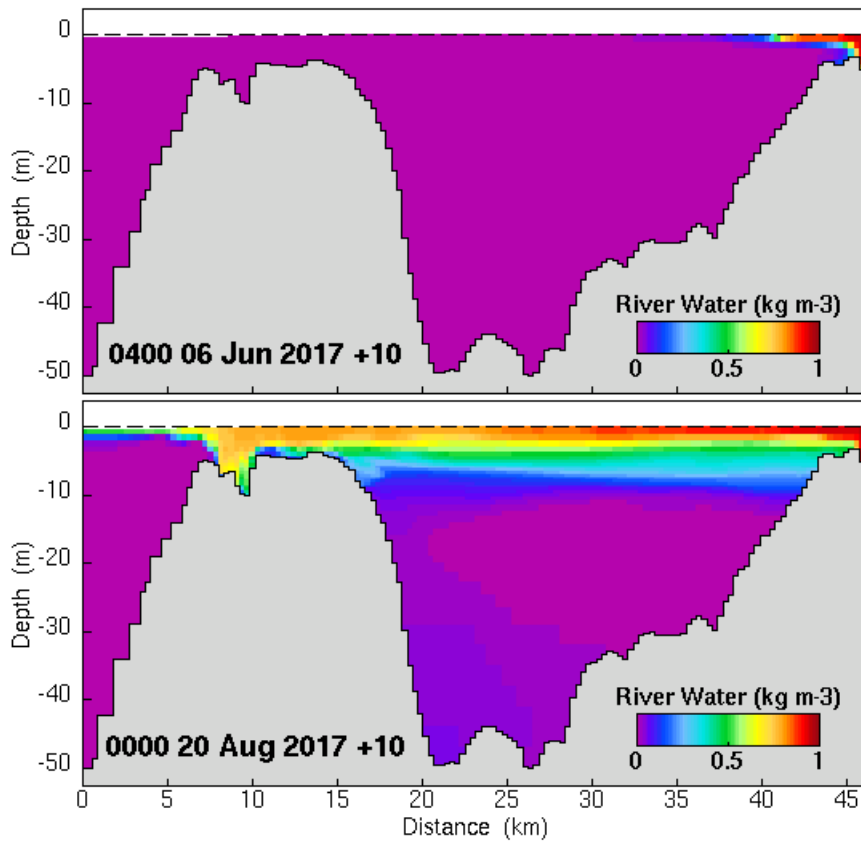 0
-10
-20
-30
-40
-50
Depth (m)
River Water (kg m-3)
0 0.5 1
0400 06 Jun 2017 +10
0
-10
-20
-30
-40
-50
Depth (m)
River Water (kg m-3)
0 0.5 1
0000 20 Aug 2017 +10
0 5 10 15 20 25 30 35 40 45
Distance (km)